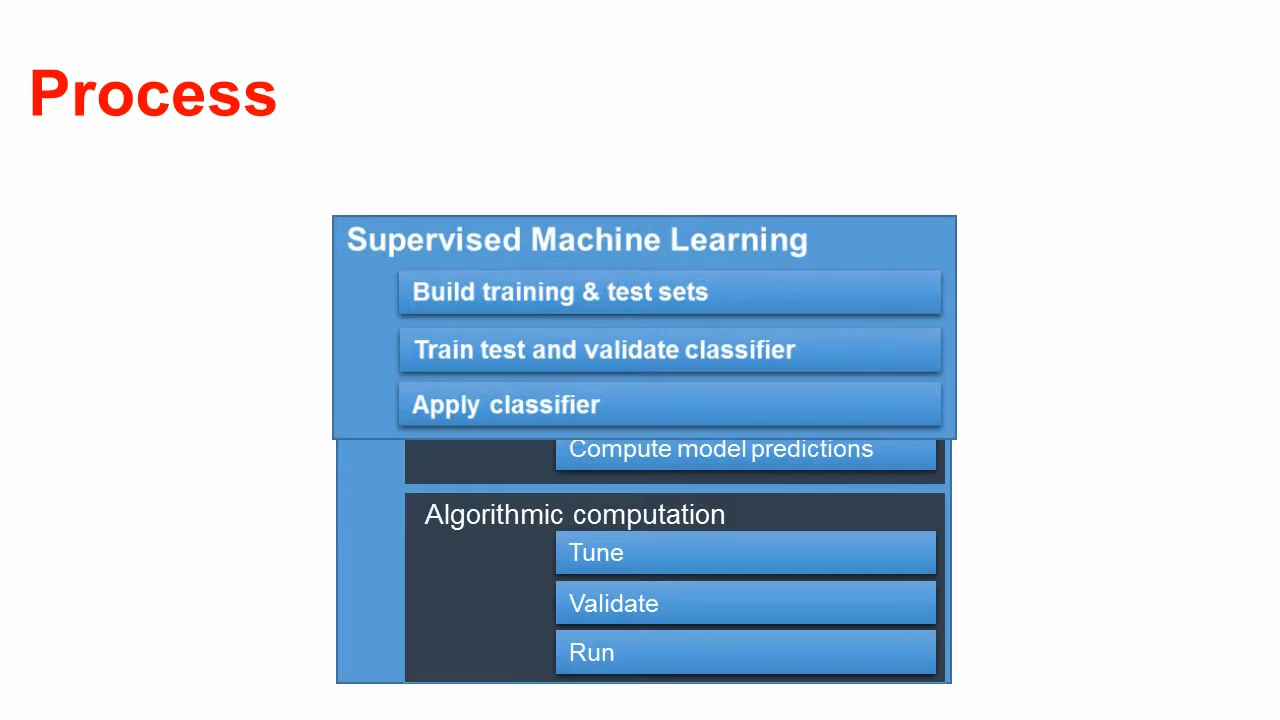 Process
Supervised Machine Learning
Build training & test sets
Train test and validate classifier
Apply classifier
Compute model predictions
Algorithmic computation
Tune
Validate
Run